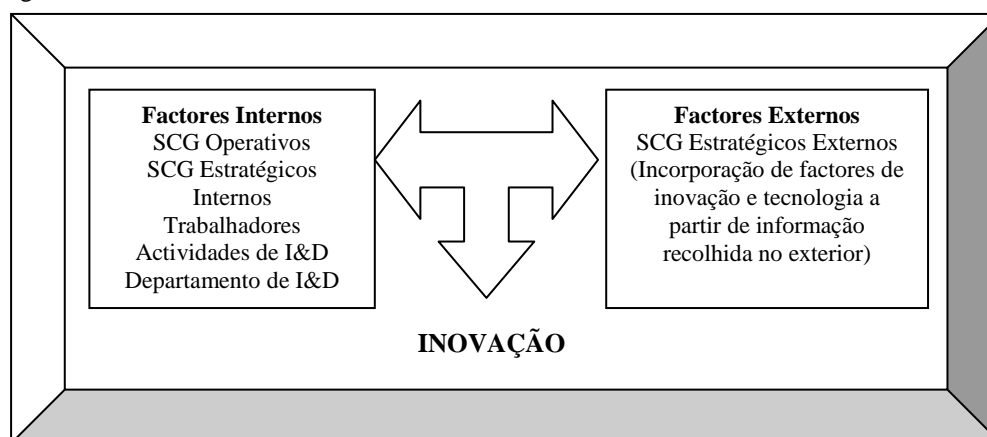 Factores Internos
SCG Operativos
SCG Estratégicos
Internos
Trabalhadores
Actividades de I&D
Departamento de I&D
Factores Externos
SCG Estratégicos Externos
(Incorporação de factores de
inovação e tecnologia a
partir de informação
recolhida no exterior)
INOVAÇÃO